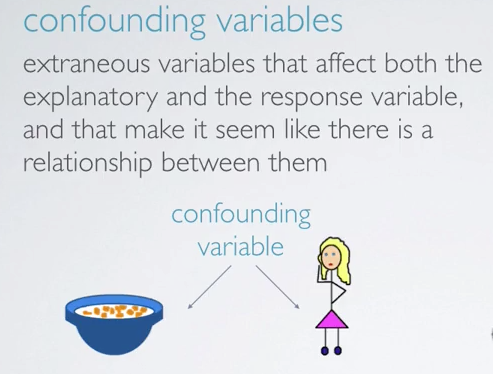 confounding variables
extraneous variables that affect both the
explanatory and the response variable,
and that make it seem like there is a
relationship between them
confounding
variable